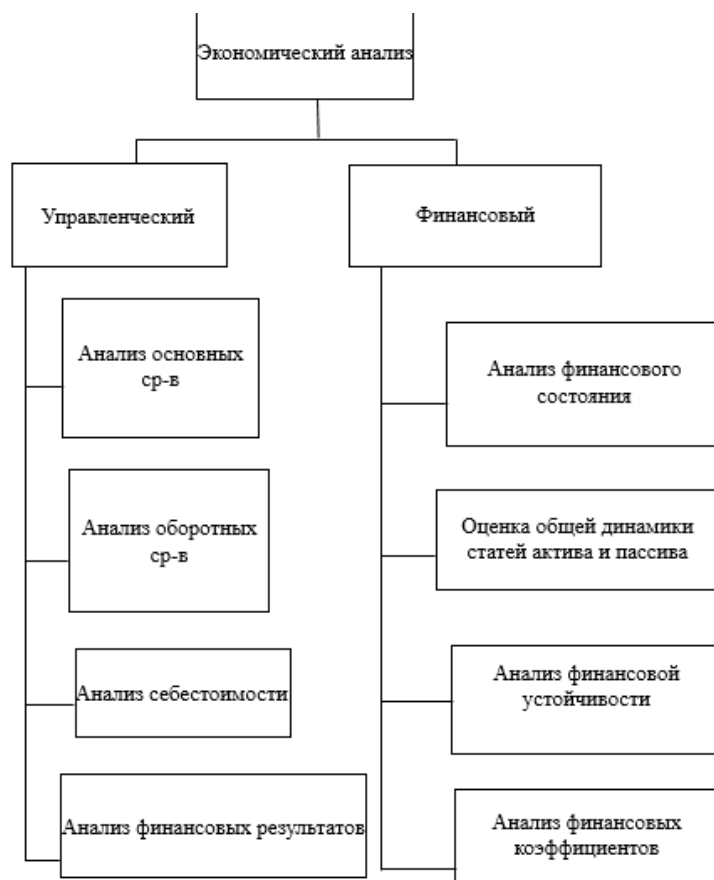 Экономический анализ
Управленческий
Финансовый
Анализ основных
ср-в
Анализ оборотных
ср-в
Анализ себестоимости
Анализ финансовых результатов
Анализ финансового
состояния
Оценка общей динамики
статей актива и пассива
Анализ финансовой
устойчивости
Анализ финансовых
коэффициентов